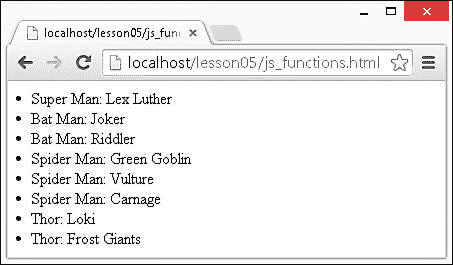 localhost/lesson05/js_func
localhost/lesson05/js_functions.html
Super Man: Lex Luther
Bat Man: Joker
Bat Man: Riddler
Spider Man: Green Goblin
Spider Man: Vulture
Spider Man: Carnage
Thor: Loki
Thor: Frost Giants